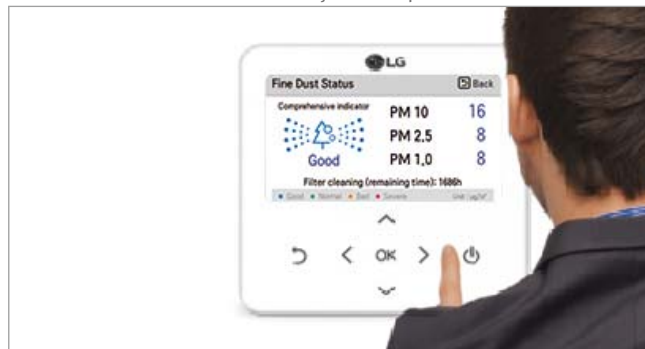 LG
Fine Dust Status
Back
Comprehensive indicator
Good
PM 10 16
PM 2.5 8
PM 1.0 8
Filter cleaning (remaining time): 1686h
Good Normal Bad Severe
OK